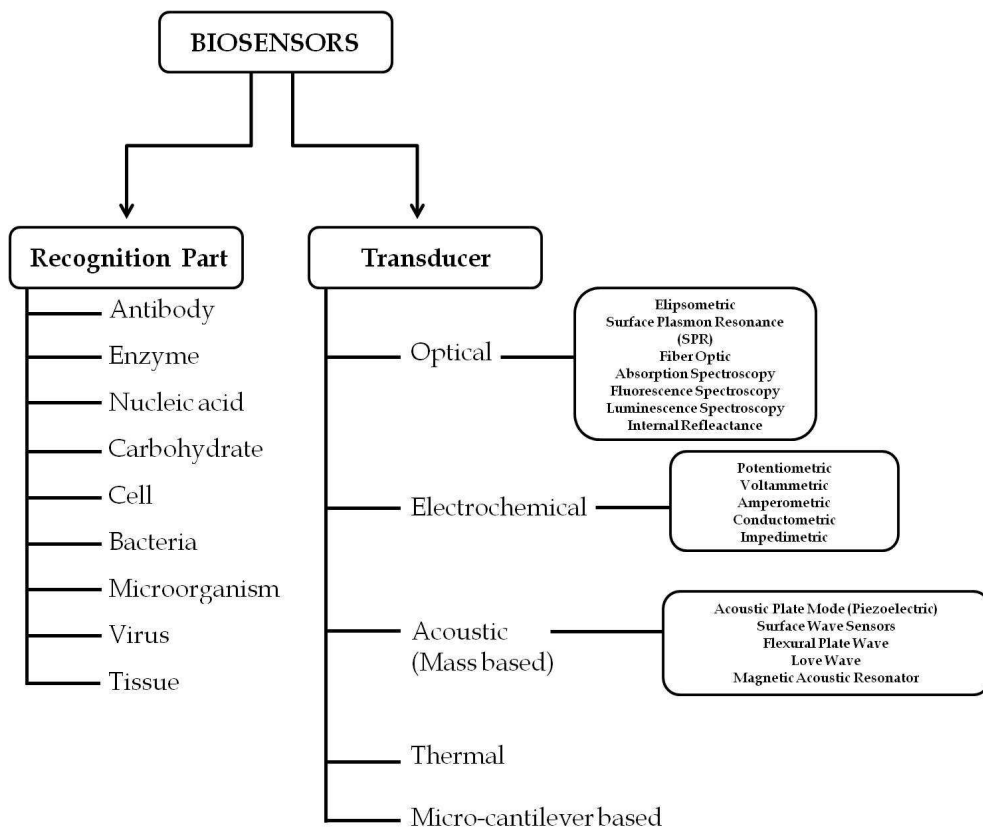 BIOSENSORS
Recognition Part
Antibody
Enzyme
Nucleic acid
Carbohydrate
Cell
Bacteria
Microorganism
Virus
Tissue
Transducer
Optical
Elipsometric
Surface Plasmon Resonance
(SPR)
Fiber Optic
Absorption Spectroscopy
Fluorescence Spectroscopy
Luminescence Spectroscopy
Internal Refleactance
Electrochemical
Potentiometric
Voltammetric
Amperometric
Conductometric
Impedimetric
Acoustic
(Mass based)
Acoustic Plate Mode (Piezoelectric)
Surface Wave Sensors
Flexural Plate Wave
Love Wave
Magnetic Acoustic Resonator
Thermal
Micro-cantilever based